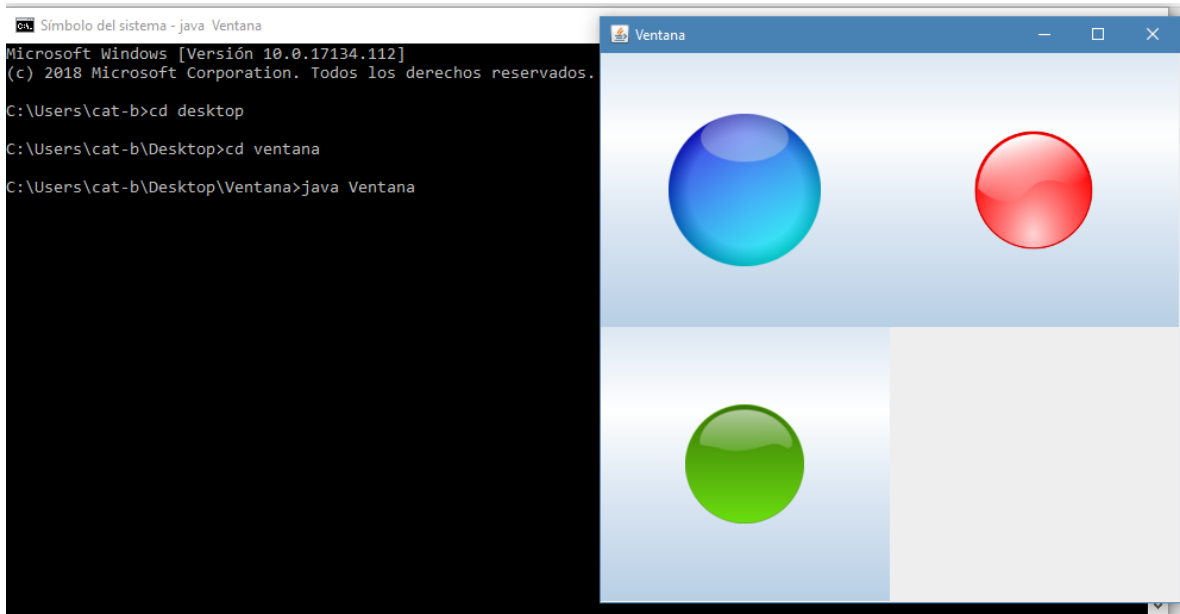 Símbolo del sistema - java Ventana
Microsoft Windows [Versión 10.0.17134.112]
(c) 2018 Microsoft Corporation. Todos los derechos reservados.
C:\Users\cat-b>cd desktop
C:\Users\cat-b\Desktop>cd ventana
C:\Users\cat-b\Desktop\Ventana>java Ventana
Ventana